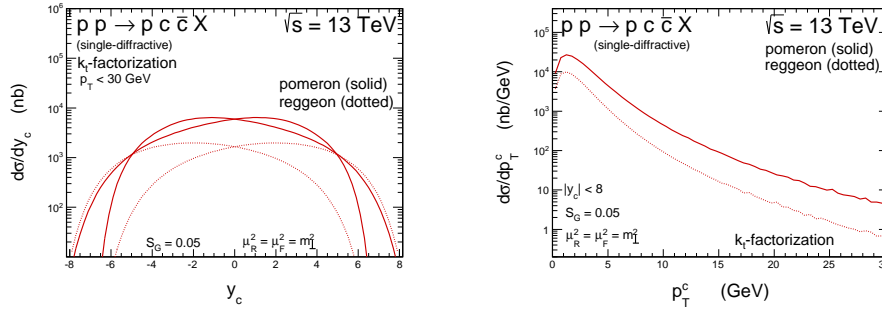 p p → p c c̅ X √s = 13 TeV
(single-diffractive)
k_t-factorization
p_T < 30 GeV
pomeron (solid)
reggeon (dotted)
dσ/dy_c (nb)
10^6
10^5
10^4
10^3
10^2
S_G = 0.05 μ_R^2 = μ_F^2 = m_⊥^2
-8 -6 -4 -2 0 2 4 6 8
y_c
p p → p c c̅ X √s = 13 TeV
(single-diffractive)
pomeron (solid)
reggeon (dotted)
dσ/dp_T^c (nb/GeV)
10^6
10^5
10^4
10^3
10^2
10
1
|y_c| < 8
S_G = 0.05
μ_R^2 = μ_F^2 = m_⊥^2
k_t-factorization
0 5 10 15 20 25 30
p_T^c (GeV)